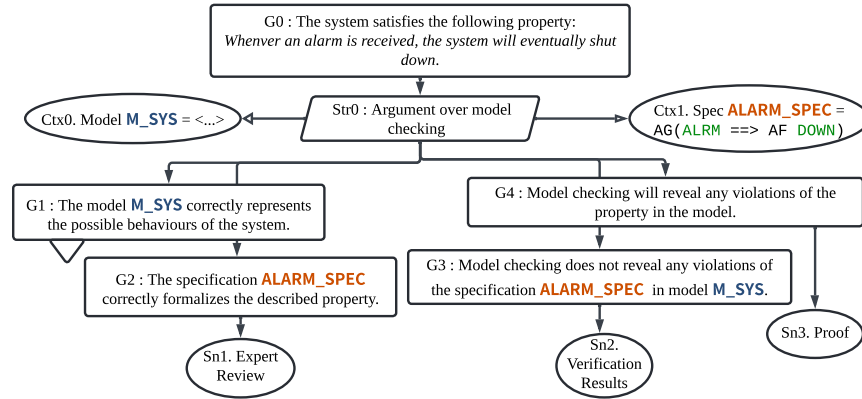 G0 : The system satisfies the following property:
Whenver an alarm is received, the system will eventually shut
down.
Ctx0. Model M_SYS = <...>
Str0 : Argument over model
checking
Ctx1. Spec ALARM_SPEC =
AG(ALRM ==> AF DOWN)
G1 : The model M_SYS correctly represents
the possible behaviours of the system.
G4 : Model checking will reveal any violations of the
property in the model.
G2 : The specification ALARM_SPEC
correctly formalizes the described property.
G3 : Model checking does not reveal any violations of
the specification ALARM_SPEC in model M_SYS.
Sn1. Expert
Review
Sn2.
Verification
Results
Sn3. Proof